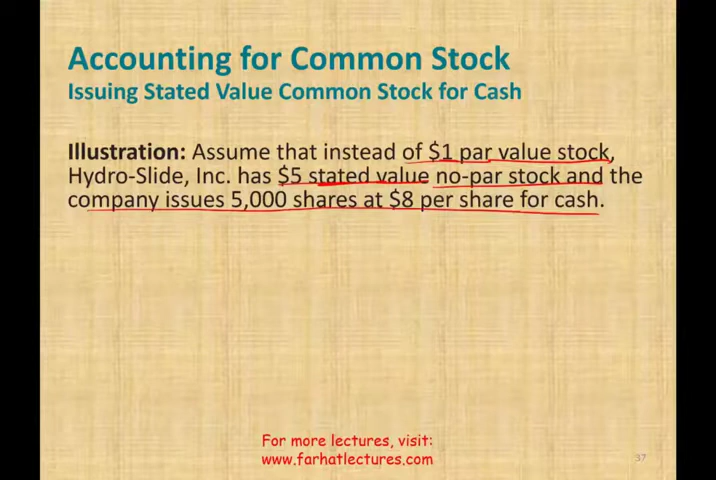 Accounting for Common Stock
Issuing Stated Value Common Stock for Cash
Illustration: Assume that instead of $1 par value stock,
Hydro-Slide, Inc. has $5 stated value no-par stock and the
company issues 5,000 shares at $8 per share for cash.
For more lectures, visit:
www.farhatlectures.com
37